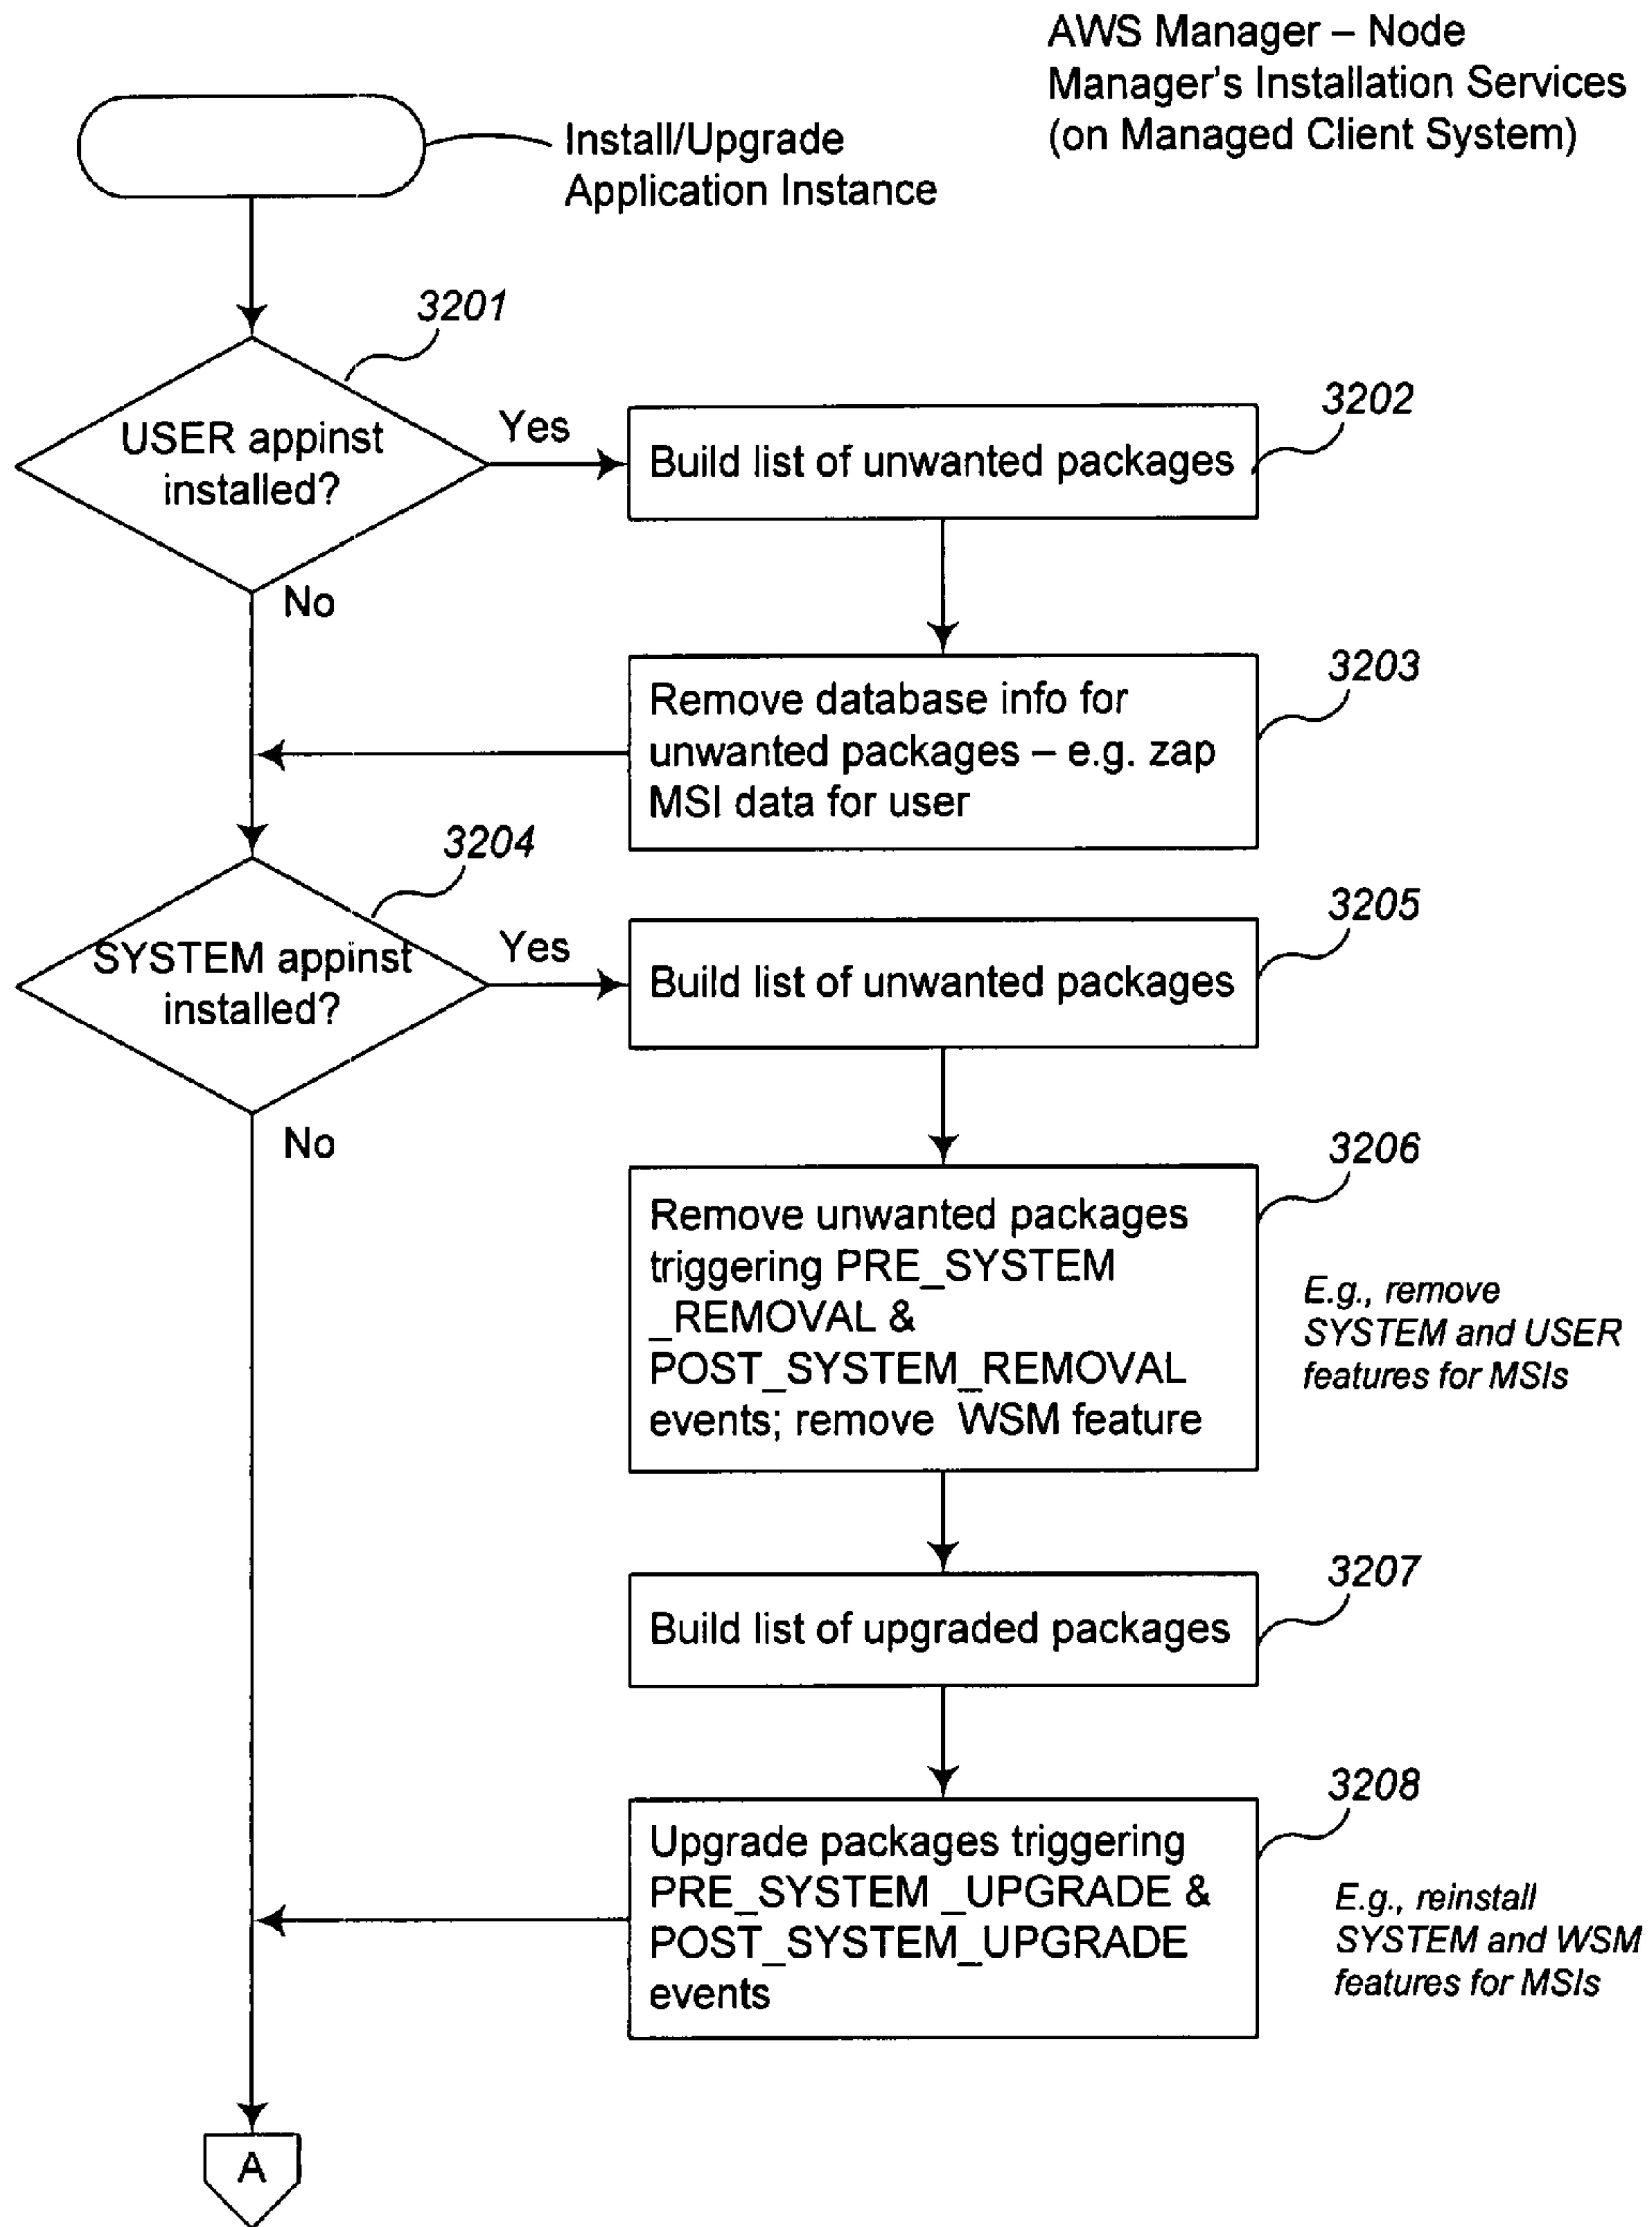 AWS Manager – Node
Manager's Installation Services
(on Managed Client System)
Install/Upgrade
Application Instance
3201
USER appinst
installed?
Yes
No
3202
Build list of unwanted packages
3203
Remove database info for
unwanted packages – e.g. zap
MSI data for user
3204
SYSTEM appinst
installed?
Yes
No
3205
Build list of unwanted packages
3206
Remove unwanted packages
triggering PRE_SYSTEM
_REMOVAL &
POST_SYSTEM_REMOVAL
events; remove WSM feature
E.g., remove
SYSTEM and USER
features for MSIs
3207
Build list of upgraded packages
3208
Upgrade packages triggering
PRE_SYSTEM _UPGRADE &
POST_SYSTEM_UPGRADE
events
E.g., reinstall
SYSTEM and WSM
features for MSIs
A